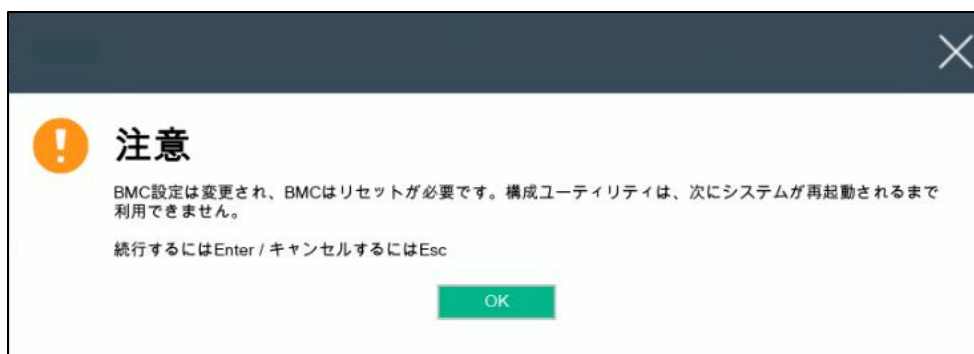 注意
BMC設定は変更され、BMCはリセットが必要です。構成ユーティリティは、次にシステムが再起動されるまで
利用できません。
続行するにはEnter / キャンセルするにはEsc
OK